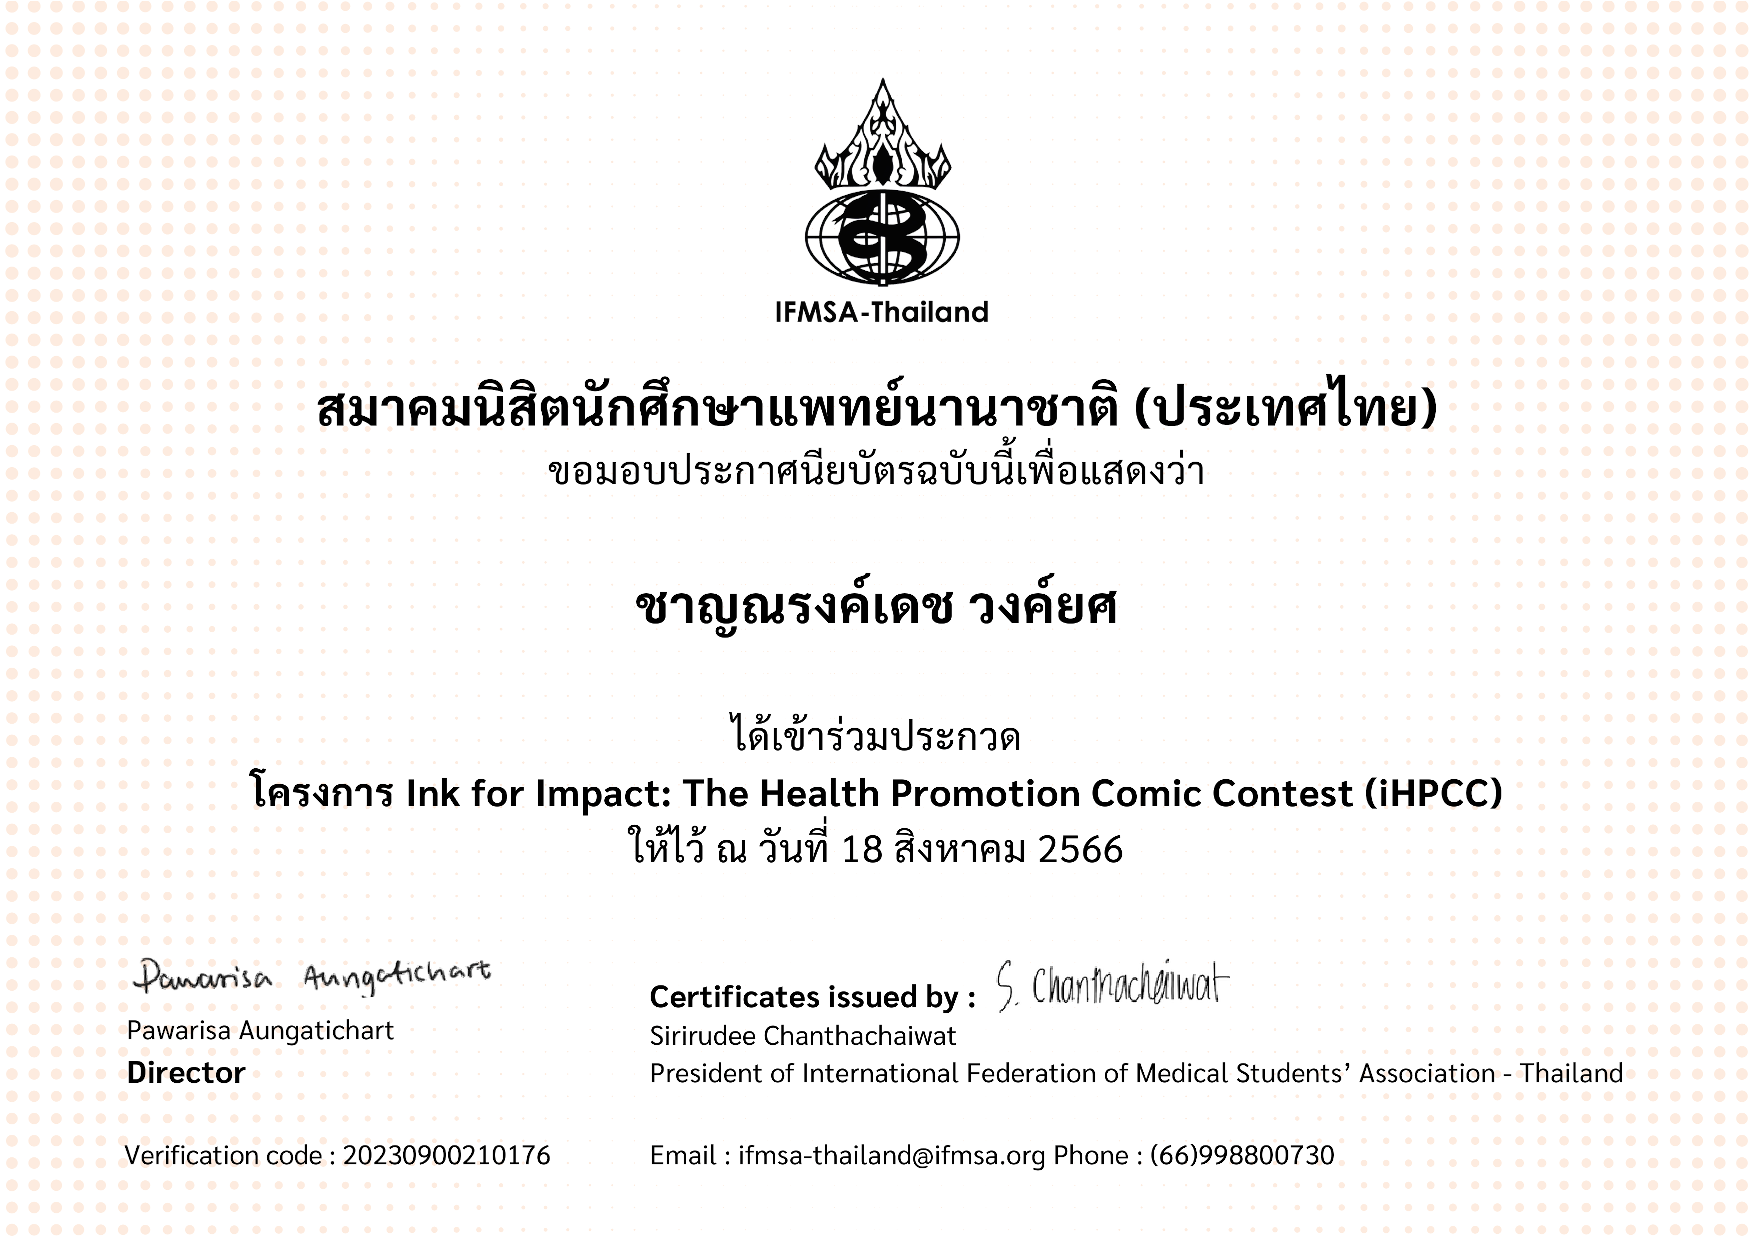 IFMSA-Thailand
สมาคมนิสิตนักศึกษาแพทย์นานาชาติ (ประเทศไทย)
ขอมอบประกาศนียบัตรฉบับนี้เพื่อแสดงว่า
ชาญณรงค์เดช วงค์ยศ
ได้เข้าร่วมประกวด
โครงการ Ink for Impact: The Health Promotion Comic Contest (iHPCC)
ให้ไว้ ณ วันที่ 18 สิงหาคม 2566
Pawarisa Aungatichart
Pawarisa Aungatichart
Director
Verification code : 20230900210176
Certificates issued by : S. Chanthachaiwat
Sirirudee Chanthachaiwat
President of International Federation of Medical Students’ Association - Thailand
Email : ifmsa-thailand@ifmsa.org Phone : (66)998800730